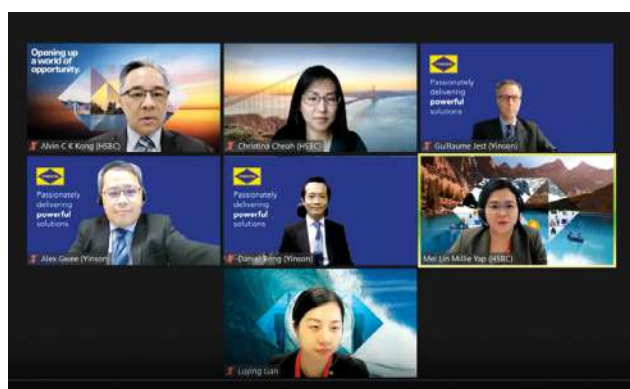 Opening up
a world of
opportunity.
Alvin C K Kong (HSBC)
Christina Cheah (HSBC)
YINSON
Passionately
delivering
powerful
solutions
Guillaume Jest (Yinson)
YINSON
Passionately
delivering
powerful
solutions
Alex Gwee (Yinson)
YINSON
Passionately
delivering
powerful
solutions
Daniel Bong (Yinson)
Mei Lin Millie Yap (HSBC)
Luying Gan